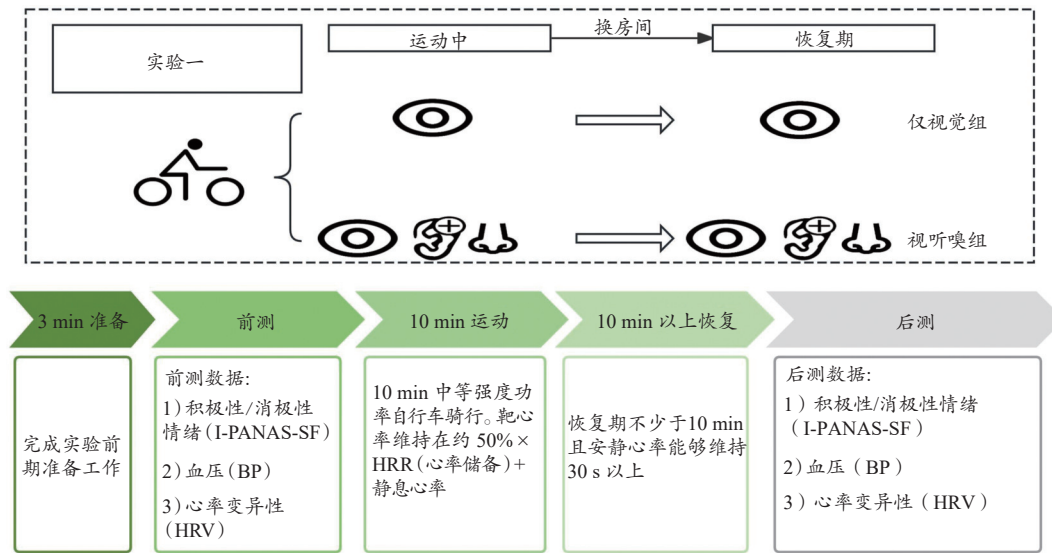 实验一
运动中
换房间
恢复期
仅视觉组
视听嗅组
3 min 准备
前测
10 min 运动
10 min 以上恢复
后测
完成实验前
期准备工作
前测数据:
1）积极性/消极性
情绪(I-PANAS-SF)
2)血压(BP)
3)心率变异性
(HRV)
10 min 中等强度功
率自行车骑行。靶心
率维持在约 50%×
HRR(心率储备)+
静息心率
恢复期不少于10 min
且安静心率能够维持
30 s 以上
后测数据:
1）积极性/消极性情绪
（I-PANAS-SF）
2）血压（BP）
3）心率变异性（HRV）